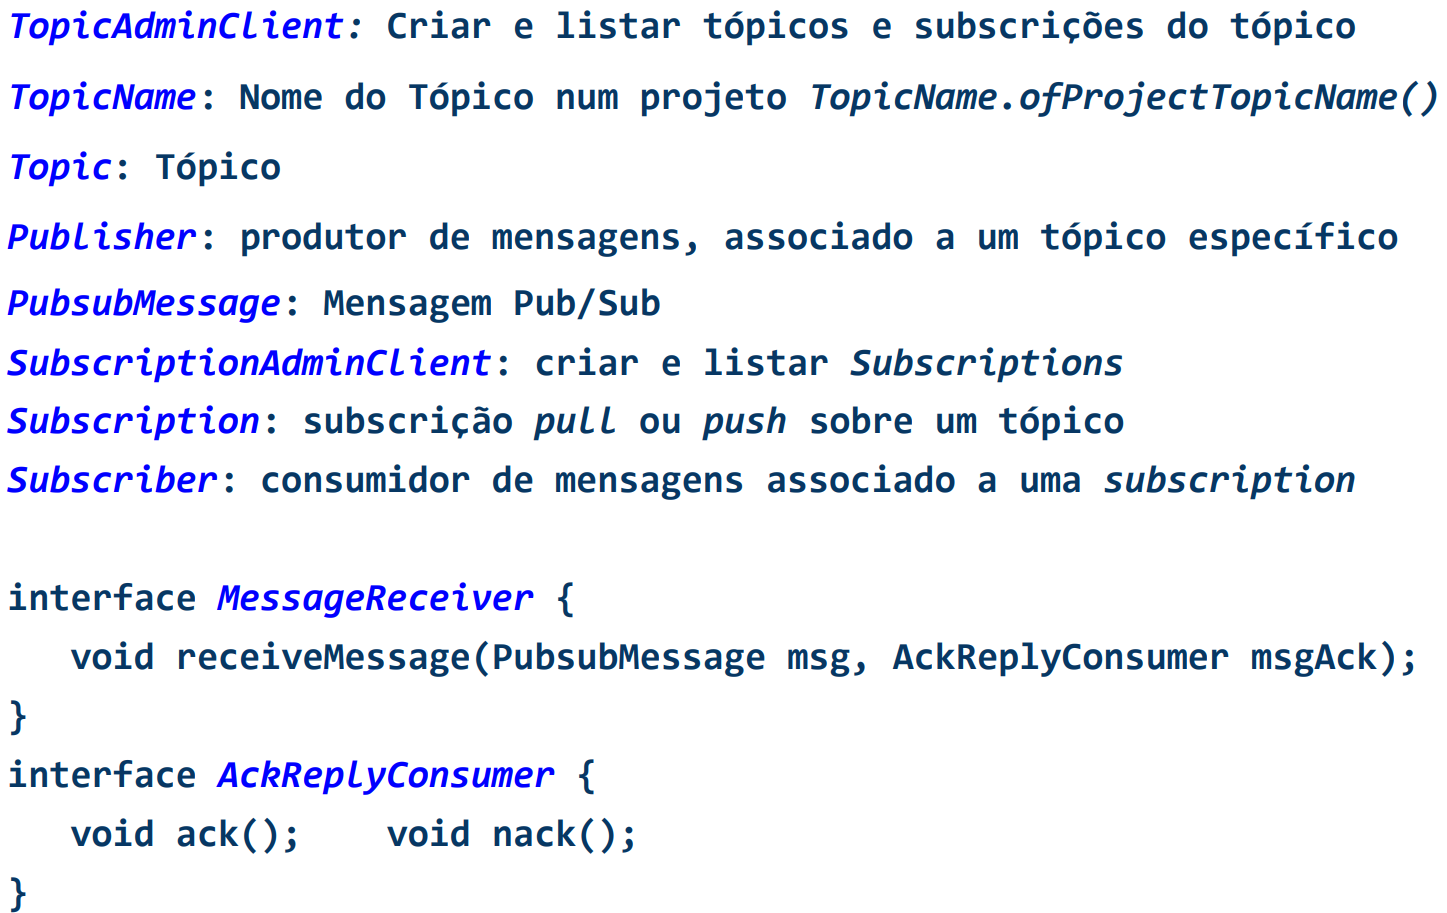 TopicAdminClient: Criar e listar tópicos e subscrições do tópico
TopicName: Nome do Tópico num projeto TopicName.ofProjectTopicName()
Topic: Tópico
Publisher: produtor de mensagens, associado a um tópico específico
PubsubMessage: Mensagem Pub/Sub
SubscriptionAdminClient: criar e listar Subscriptions
Subscription: subscrição pull ou push sobre um tópico
Subscriber: consumidor de mensagens associado a uma subscription
interface MessageReceiver {
   void receiveMessage(PubsubMessage msg, AckReplyConsumer msgAck);
}
interface AckReplyConsumer {
   void ack();    void nack();
}